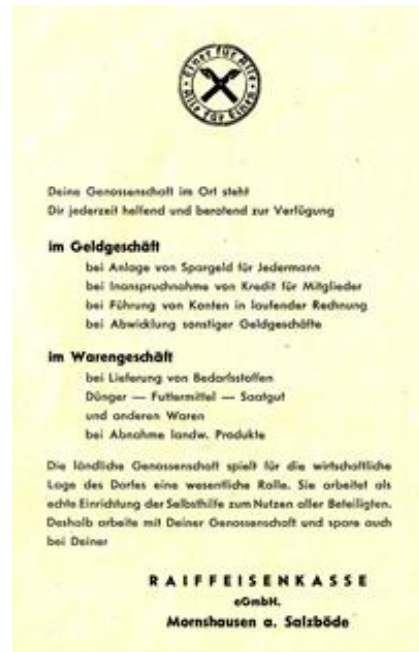 Einer für Alle
Alle für Einen
Deine Genossenschaft im Ort steht
Dir jederzeit helfend und beratend zur Verfügung
im Geldgeschäft
bei Anlage von Spargeld für Jedermann
bei Inanspruchnahme von Kredit für Mitglieder
bei Führung von Konten in laufender Rechnung
bei Abwicklung sonstiger Geldgeschäfte
im Warengeschäft
bei Lieferung von Bedarfsstoffen
Dünger — Futtermittel — Saatgut
und anderen Waren
bei Abnahme landw. Produkte
Die ländliche Genossenschaft spielt für die wirtschaftliche
Lage des Dorfes eine wesentliche Rolle. Sie arbeitet als
echte Einrichtung der Selbsthilfe zum Nutzen aller Beteiligten.
Deshalb arbeite mit Deiner Genossenschaft und spare auch
bei Deiner
RAIFFEISENKASSE
eGmbH.
Mornshausen a. Salzböde